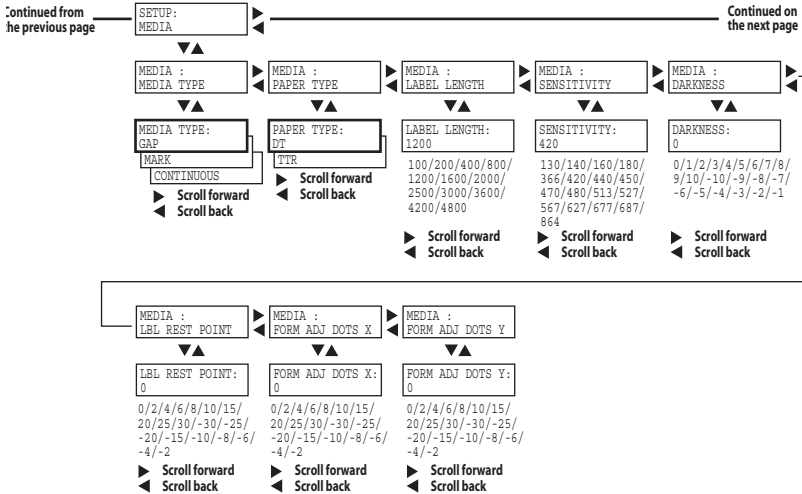 Continued from
the previous page
SETUP:
MEDIA
Continued on
the next page
MEDIA :
MEDIA TYPE
MEDIA :
PAPER TYPE
MEDIA :
LABEL LENGTH
MEDIA :
SENSITIVITY
MEDIA :
DARKNESS
MEDIA TYPE:
GAP
MARK
CONTINUOUS
Scroll forward
Scroll back
PAPER TYPE:
DT
TTR
Scroll forward
Scroll back
LABEL LENGTH:
1200
100/200/400/800/
1200/1600/2000/
2500/3000/3600/
4200/4800
Scroll forward
Scroll back
SENSITIVITY:
420
130/140/160/180/
366/420/440/450/
470/480/513/527/
567/627/677/687/
864
Scroll forward
Scroll back
DARKNESS:
0
0/1/2/3/4/5/6/7/8/
9/10/-10/-9/-8/-7/
-6/-5/-4/-3/-2/-1
Scroll forward
Scroll back
MEDIA :
LBL REST POINT
MEDIA :
FORM ADJ DOTS X
MEDIA :
FORM ADJ DOTS Y
LBL REST POINT:
0
0/2/4/6/8/10/15/
20/25/30/-30/-25/
-20/-15/-10/-8/-6/
-4/-2
Scroll forward
Scroll back
FORM ADJ DOTS X:
0
0/2/4/6/8/10/15/
20/25/30/-30/-25/
-20/-15/-10/-8/-6/
-4/-2
Scroll forward
Scroll back
FORM ADJ DOTS Y:
0
0/2/4/6/8/10/15/
20/25/30/-30/-25/
-20/-15/-10/-8/-6/
-4/-2
Scroll forward
Scroll back